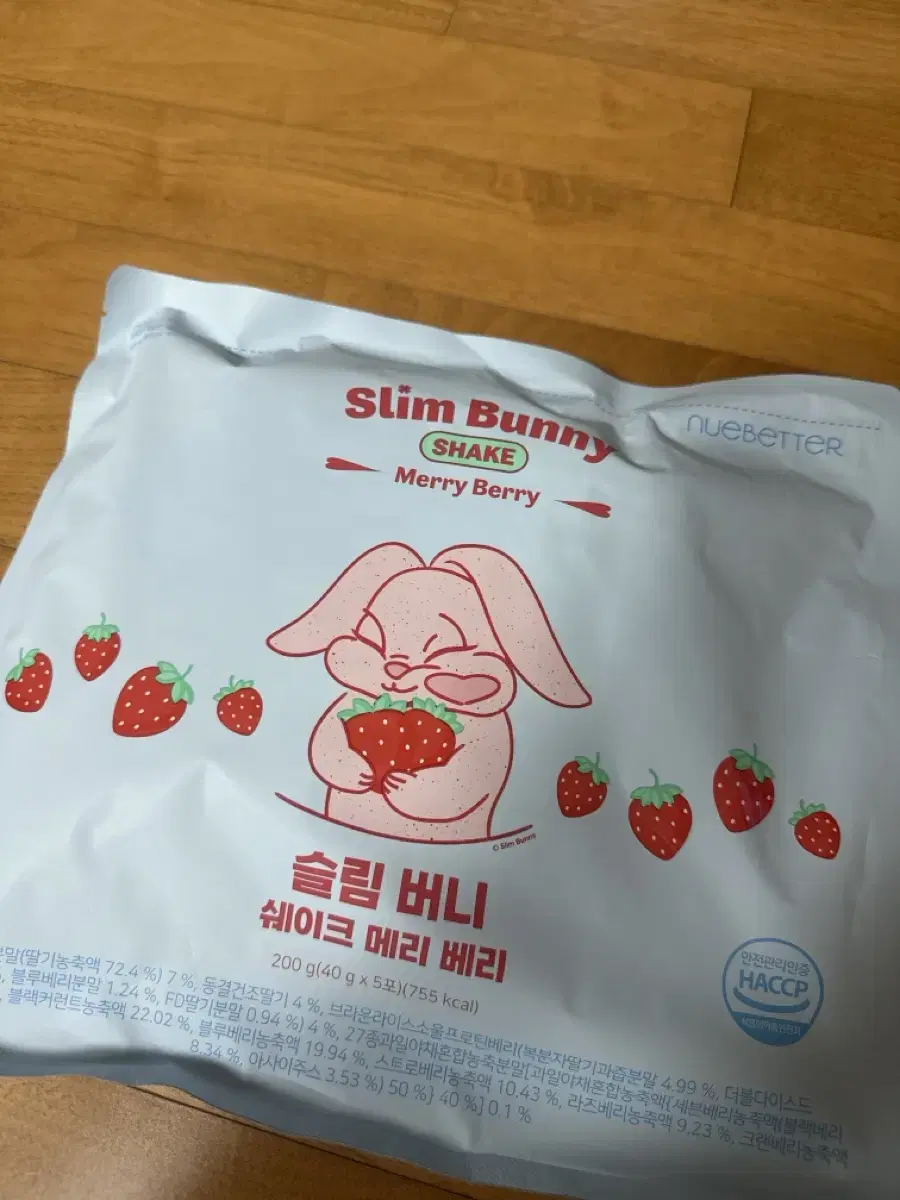 Slim Bunny
nueBetter
SHAKE
Merry Berry
© Slim Bunny
슬림 버니
쉐이크 메리 베리
200 g(40 g x 5포)(755 kcal)
안전관리인증
HACCP
식품의약품안전처
분말(딸기농축액 72.4 %) 7 %, 동결건조딸기 4 %, 브라운라이스소울프로틴베리(복분자딸기과즙분말 4.99 %, 더블다이스드
블루베리분말 1.24 %, FD딸기분말 0.94 %) 4 %, 27종과일야채혼합농축분말[과일야채혼합농축액{세븐베리농축액(블랙베리
블랙커런트농축액 22.02 %, 블루베리농축액 19.94 %, 스트로베리농축액 10.43 %, 라즈베리농축액 9.23 %, 크랜베리농축액
8.34 %, 아사이주스 3.53 %) 50 %} 40 %] 0.1 %